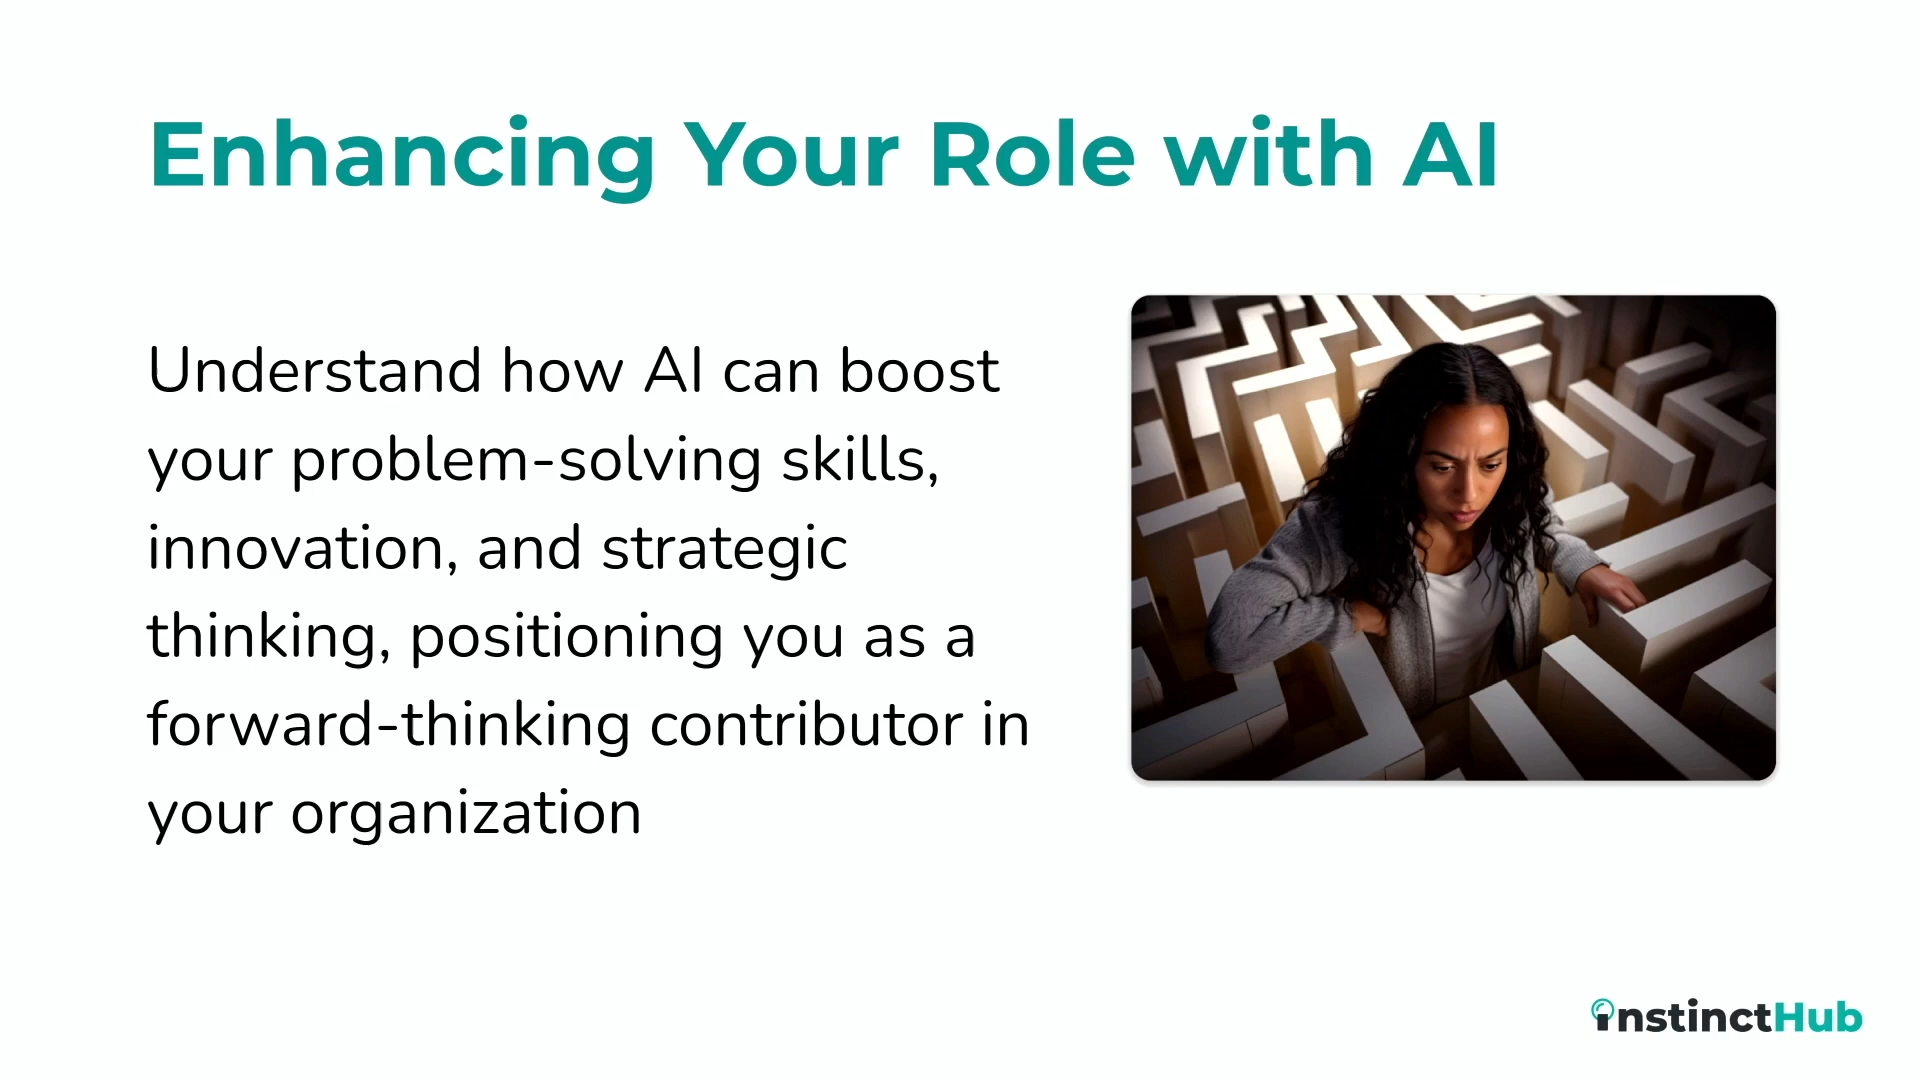 Enhancing Your Role with AI
Understand how AI can boost
your problem-solving skills,
innovation, and strategic
thinking, positioning you as a
forward-thinking contributor in
your organization
instinctHub